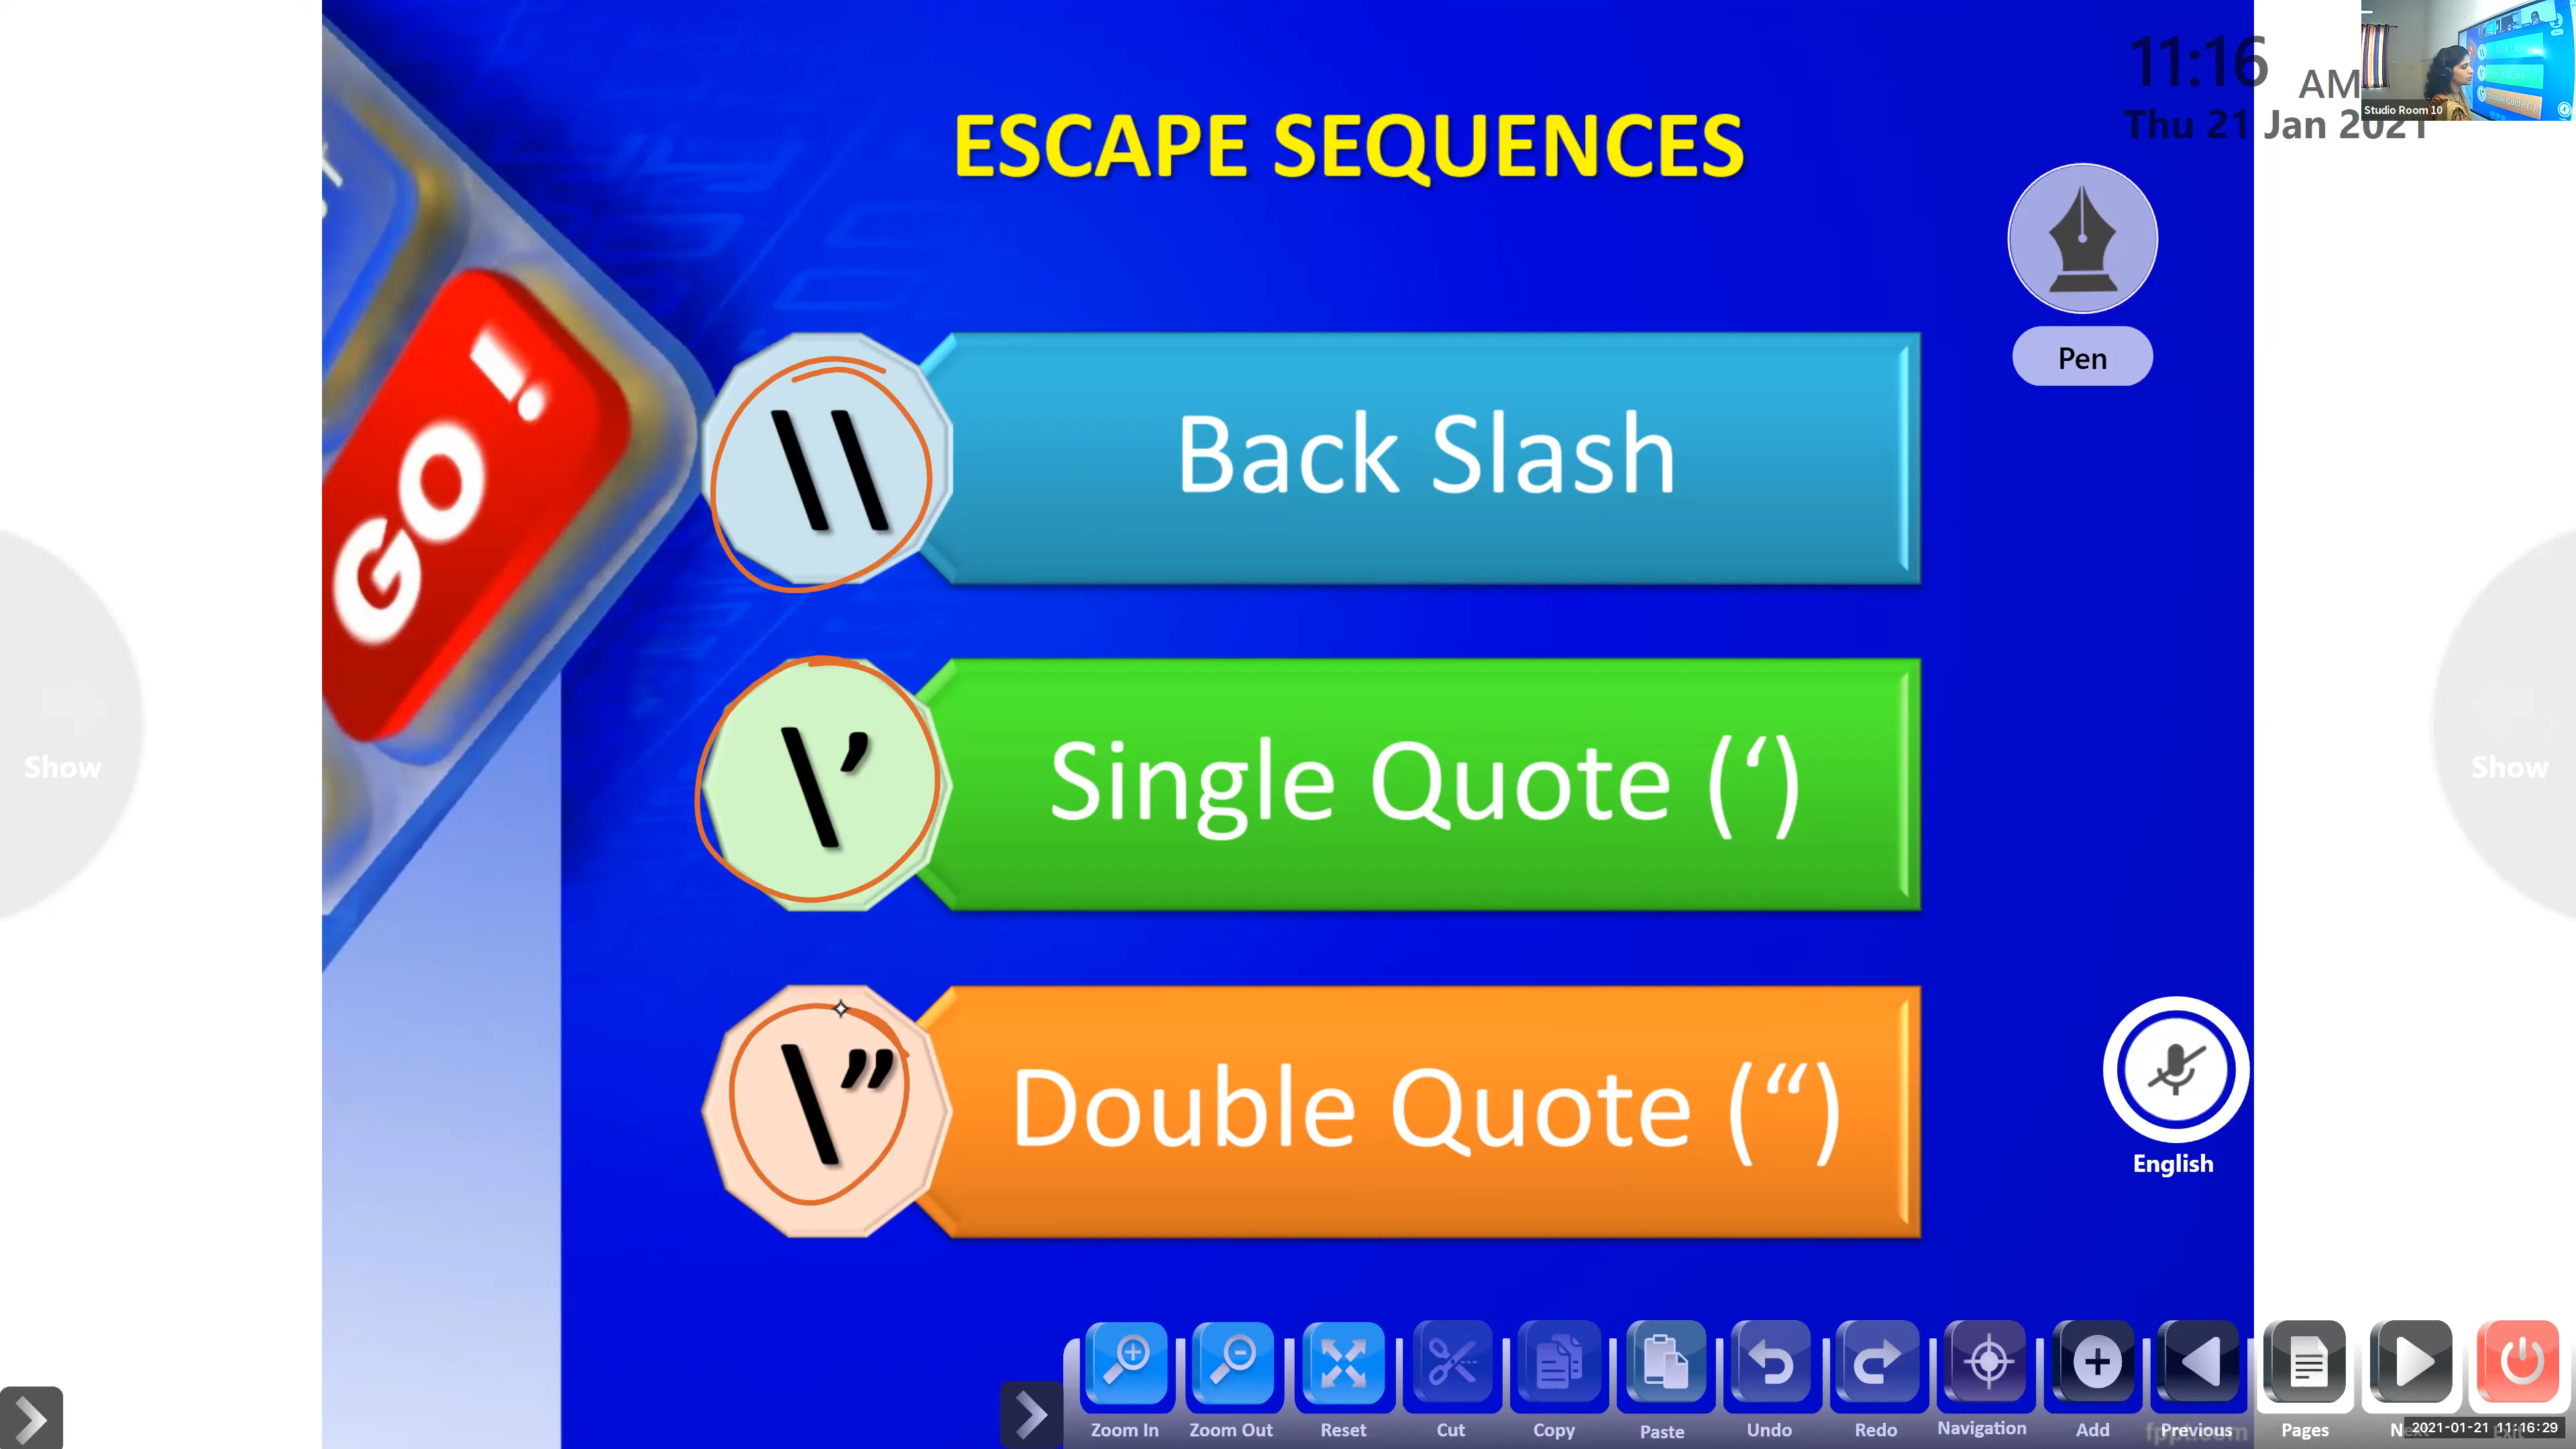 11:16 AM
Thu 21 Jan 2021
Studio Room 10
ESCAPE SEQUENCES
Pen
GO !
\\ Back Slash
\’ Single Quote (‘)
Show
Show
\” Double Quote (“)
English
Zoom In Zoom Out Reset Cut Copy Paste Undo Redo Navigation Add Previous Pages
2021-01-21 11:16:29